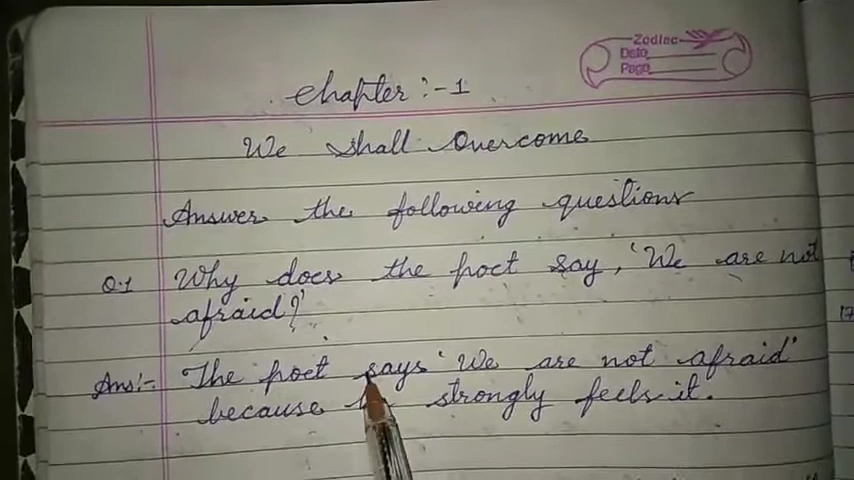 Zodiac
Date
Page
Chapter :- 1
We shall Overcome
Answer the following questions
Q.1 Why does the poet say, 'We are not
afraid?'
Ans:- The poet says 'We are not afraid'
because strongly feels it.
17